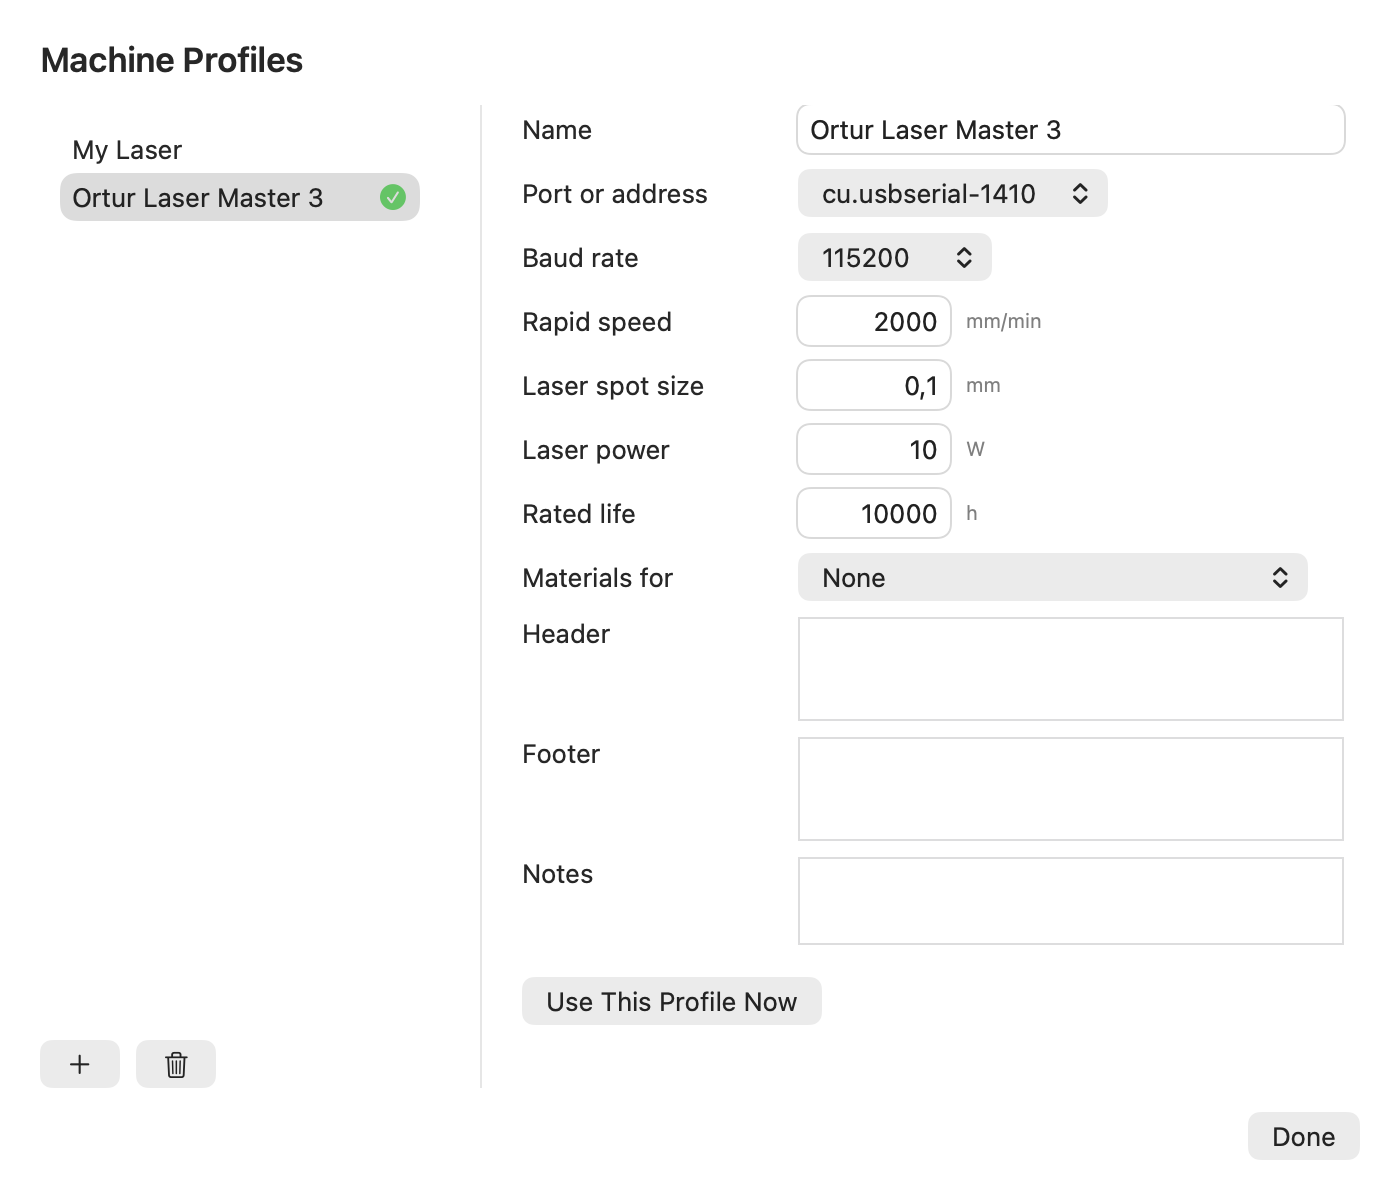 Machine Profiles
My Laser
Ortur Laser Master 3
Name
Ortur Laser Master 3
Port or address
cu.usbserial-1410
Baud rate
115200
Rapid speed
2000 mm/min
Laser spot size
0,1 mm
Laser power
10 W
Rated life
10000 h
Materials for
None
Header
Footer
Notes
Use This Profile Now
Done